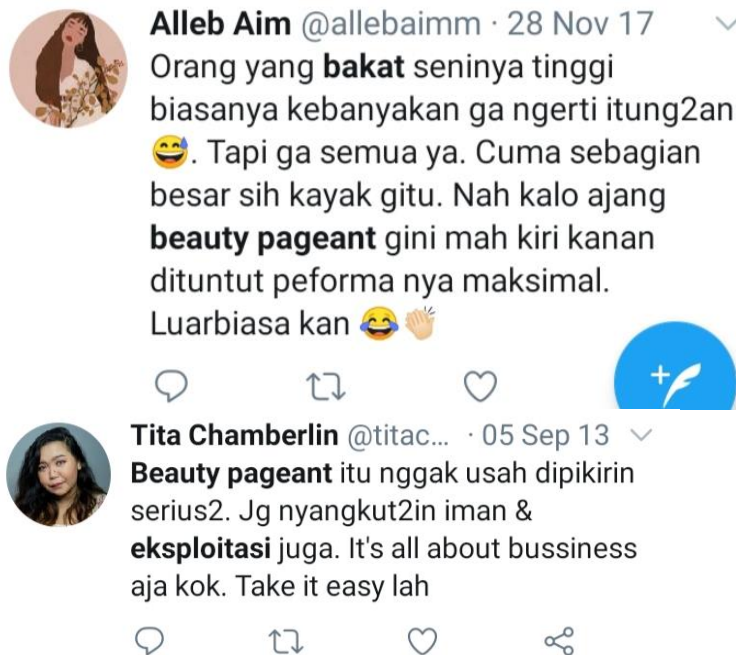 Alleb Aim @allebaimm · 28 Nov 17
Orang yang bakat seninya tinggi
biasanya kebanyakan ga ngerti itung2an
😅. Tapi ga semua ya. Cuma sebagian
besar sih kayak gitu. Nah kalo ajang
beauty pageant gini mah kiri kanan
dituntut peforma nya maksimal.
Luarbiasa kan 😂👏🏻
Tita Chamberlin @titac... · 05 Sep 13
Beauty pageant itu nggak usah dipikirin
serius2. Jg nyangkut2in iman &
eksploitasi juga. It's all about bussiness
aja kok. Take it easy lah